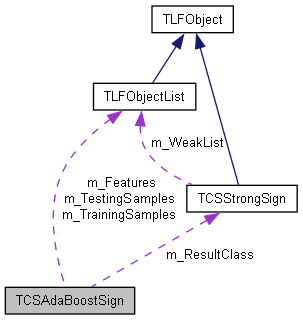 TLFObject
TLFObjectList
m_WeakList
m_Features
m_TestingSamples
m_TrainingSamples
TCSStrongSign
m_ResultClass
TCSAdaBoostSign